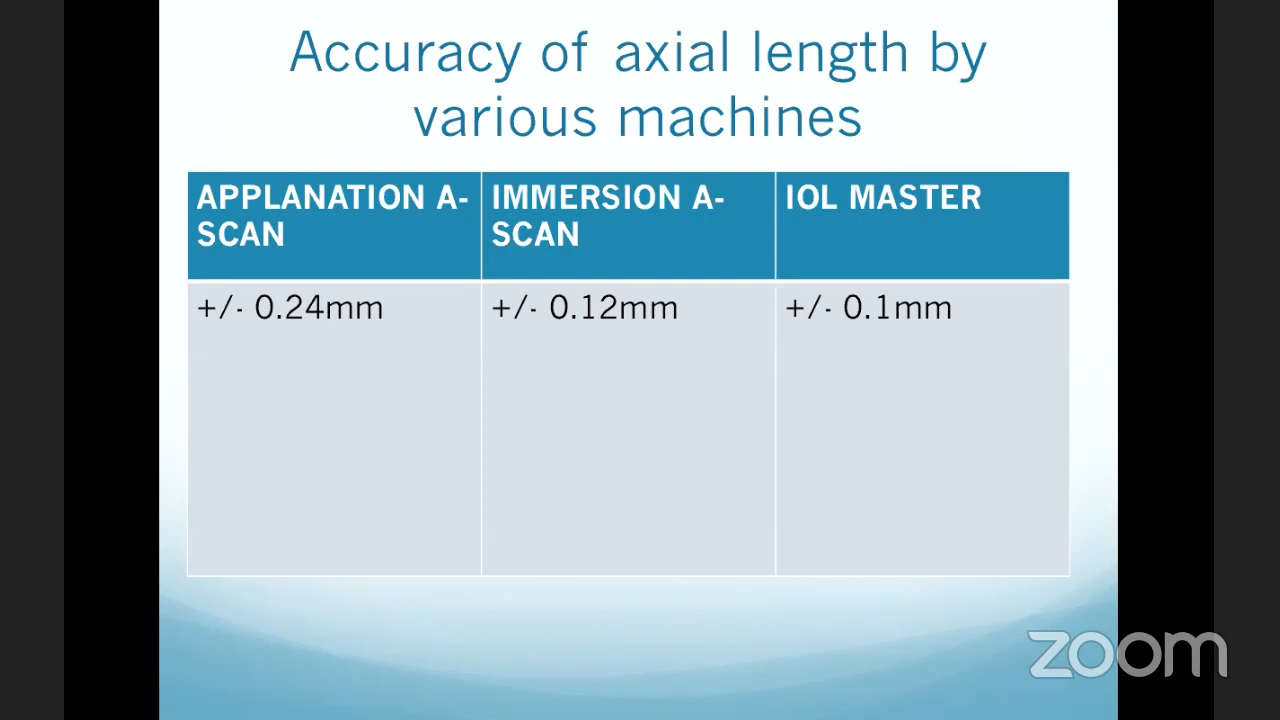 Accuracy of axial length by
various machines
APPLANATION A-
SCAN
IMMERSION A-
SCAN
IOL MASTER
+/- 0.24mm
+/- 0.12mm
+/- 0.1mm
zoom